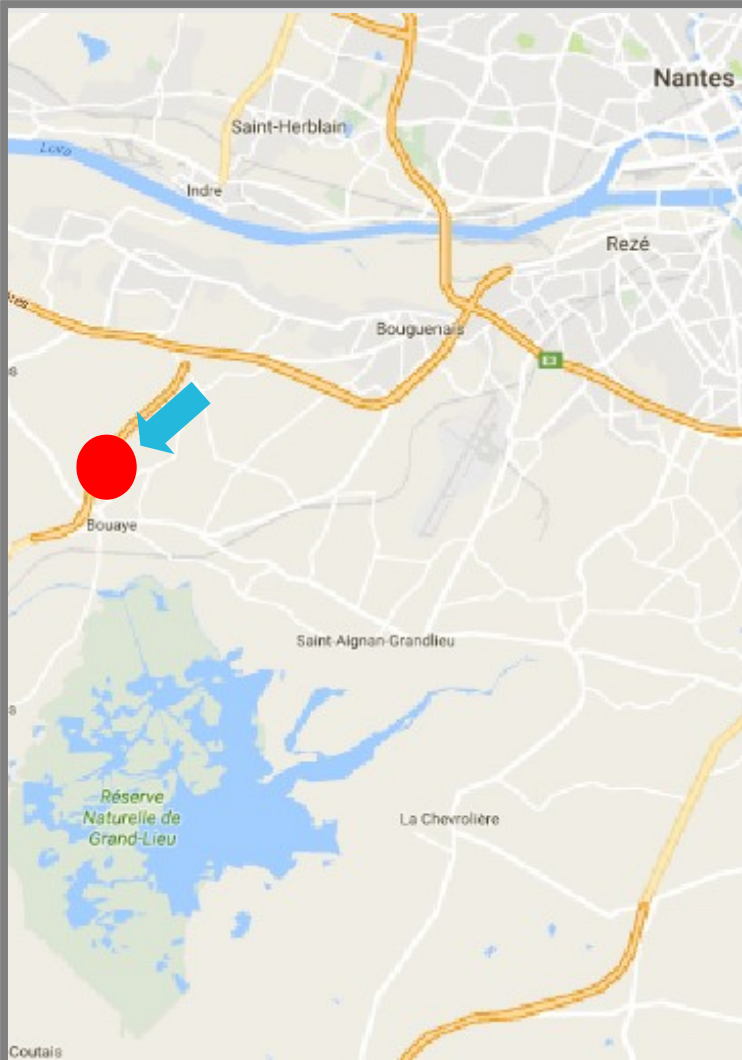 Nantes
Saint-Herblain
Loire
Indre
Rezé
Bouguenais
E3
Bouaye
Saint-Aignan-Grandlieu
Réserve
Naturelle de
Grand-Lieu
La Chevrolière
Coutais